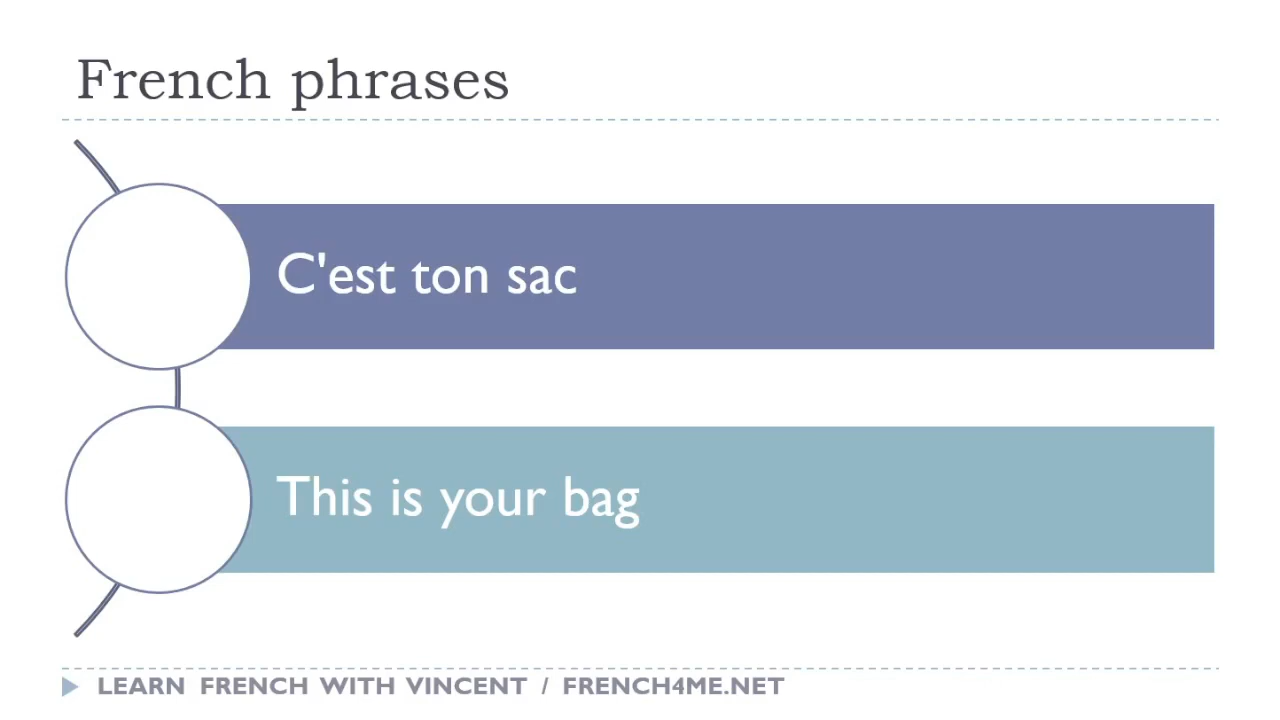 French phrases
C'est ton sac
This is your bag
LEARN FRENCH WITH VINCENT / FRENCH4ME.NET